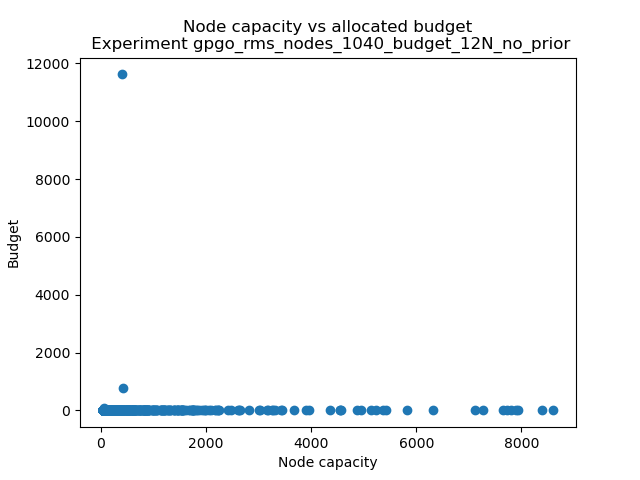 Node capacity vs allocated budget
Experiment gpgo_rms_nodes_1040_budget_12N_no_prior
12000
10000
8000
6000
4000
2000
0
Budget
0 2000 4000 6000 8000
Node capacity